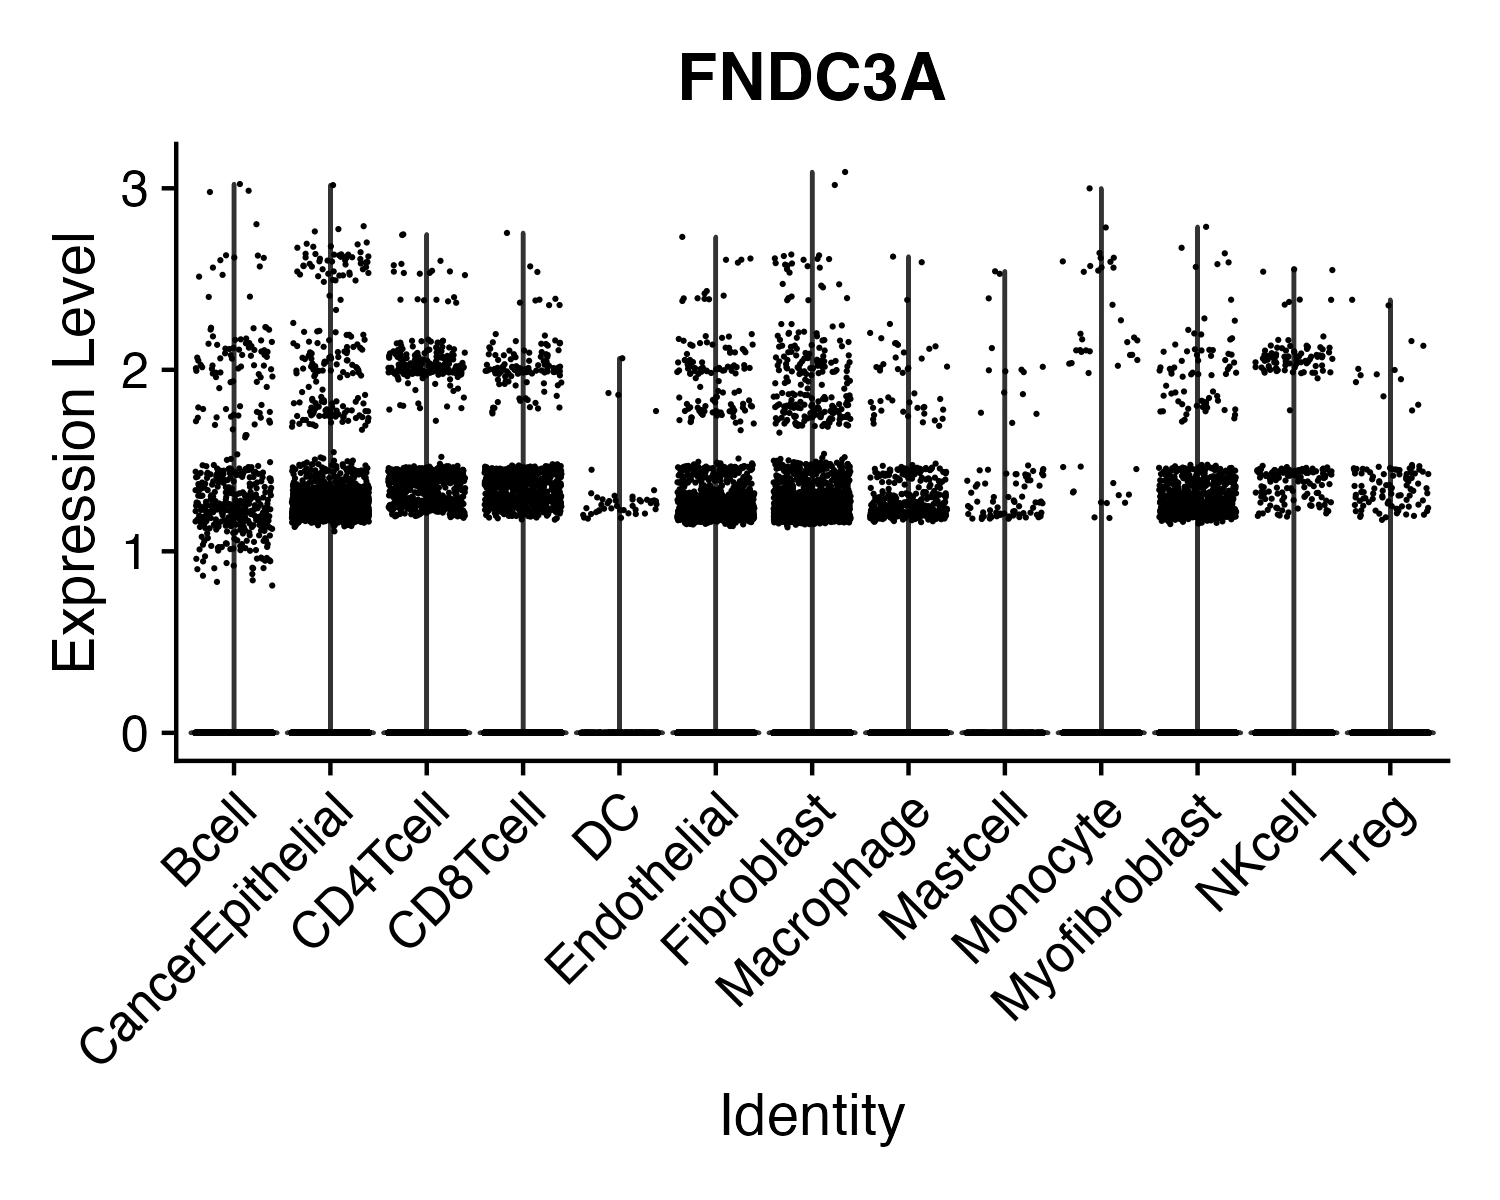 FNDC3A
Expression Level
3
2
1
0
Bcell
CancerEpithelial
CD4Tcell
CD8Tcell
DC
Endothelial
Fibroblast
Macrophage
Mastcell
Monocyte
Myofibroblast
NKcell
Treg
Identity